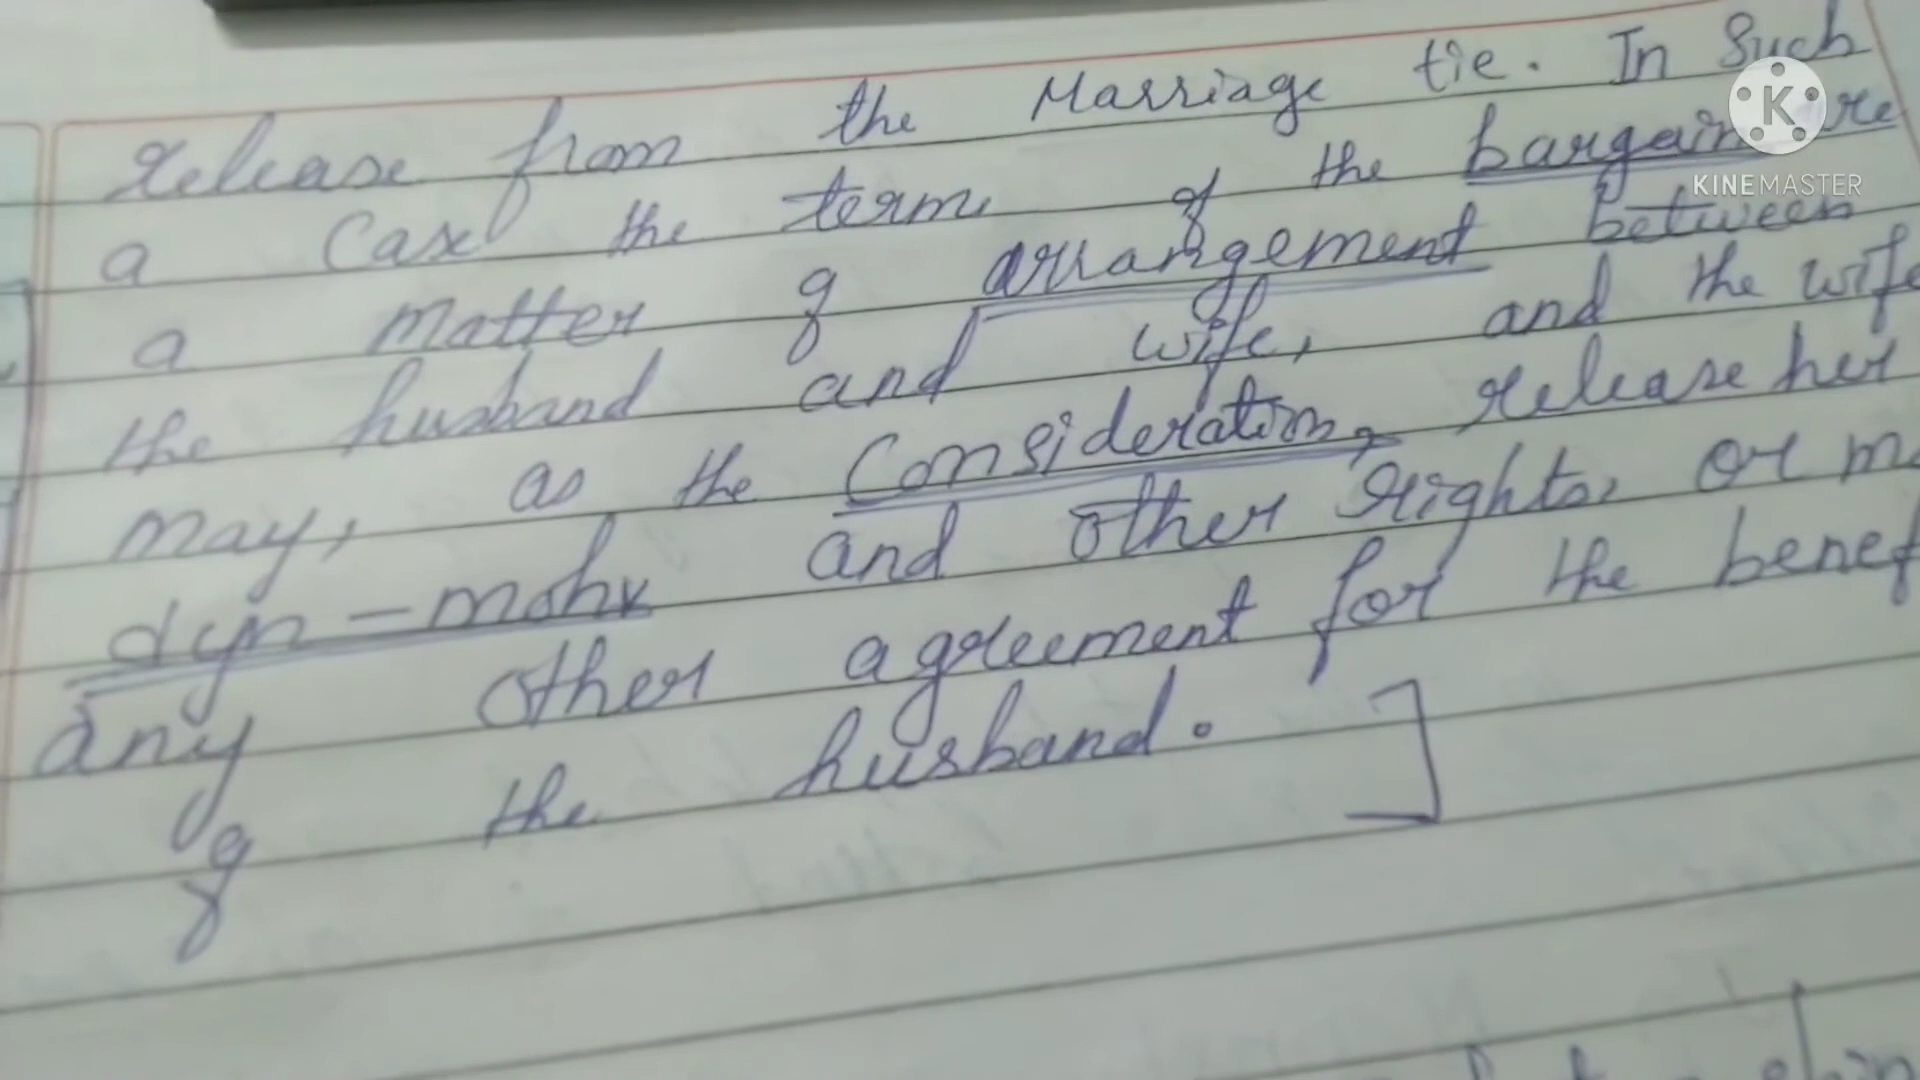 release from the Marriage tie. In Such
a Case the terms of the bargain are
a matter of arrangement between
the husband and wife, and the wife
may, as the Consideration, release her
dyn-mohr and other rights, or
any other agreement for the benef
of the husband.
KINEMASTER